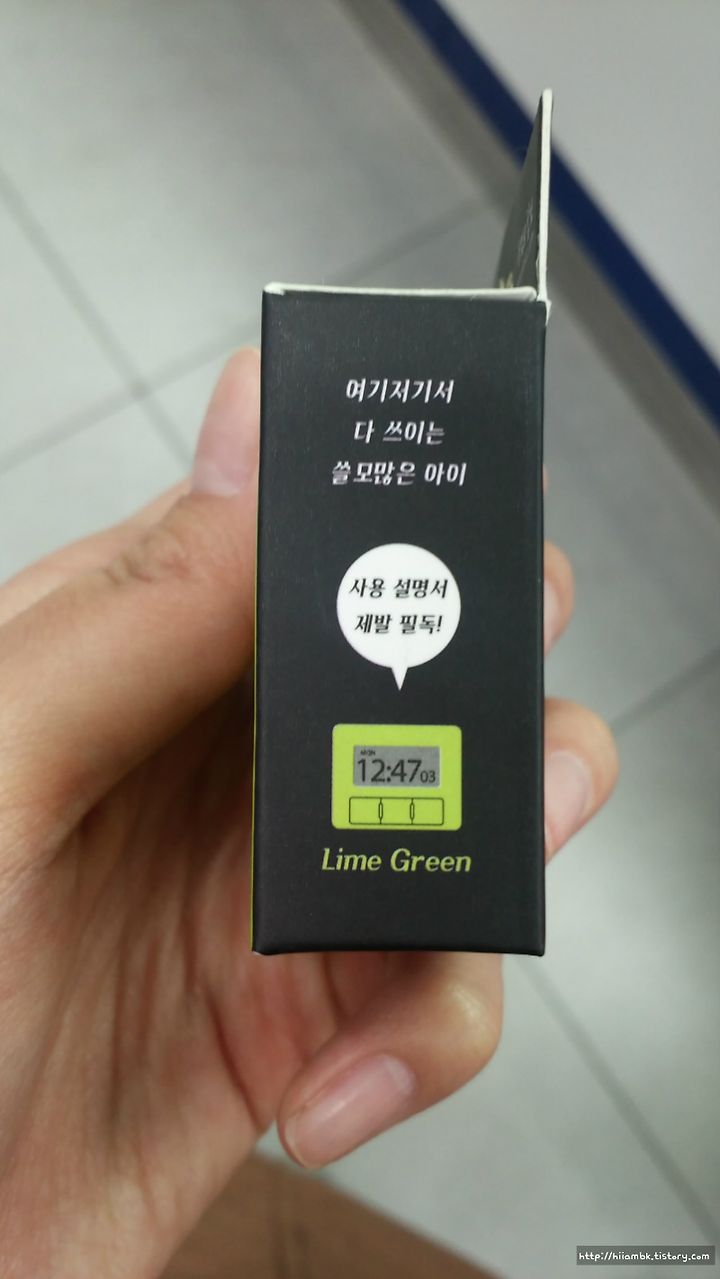 여기저기서
다 쓰이는
쓸모많은 아이
사용 설명서
제발 필독!
12:47 03
Lime Green
http://hiiambk.tistory.com